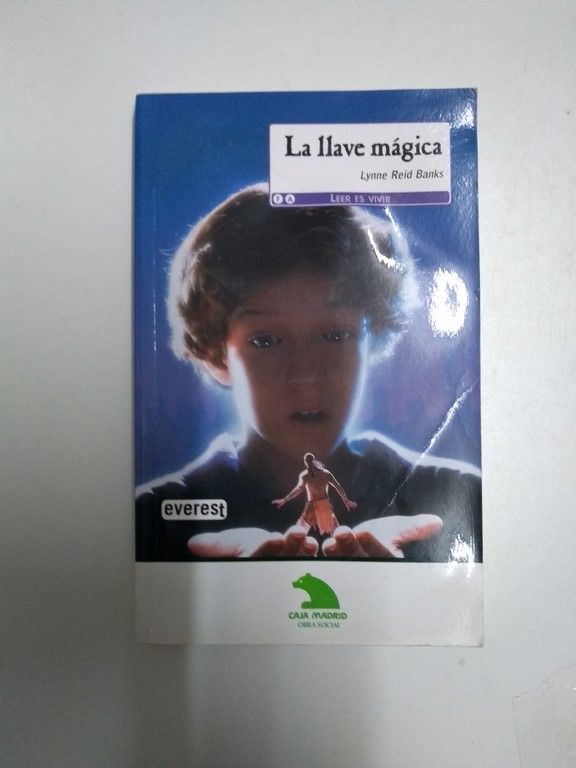 La llave mágica
Lynne Reid Banks
F A LEER ES VIVIR
everest
CAJA MADRID
OBRA SOCIAL